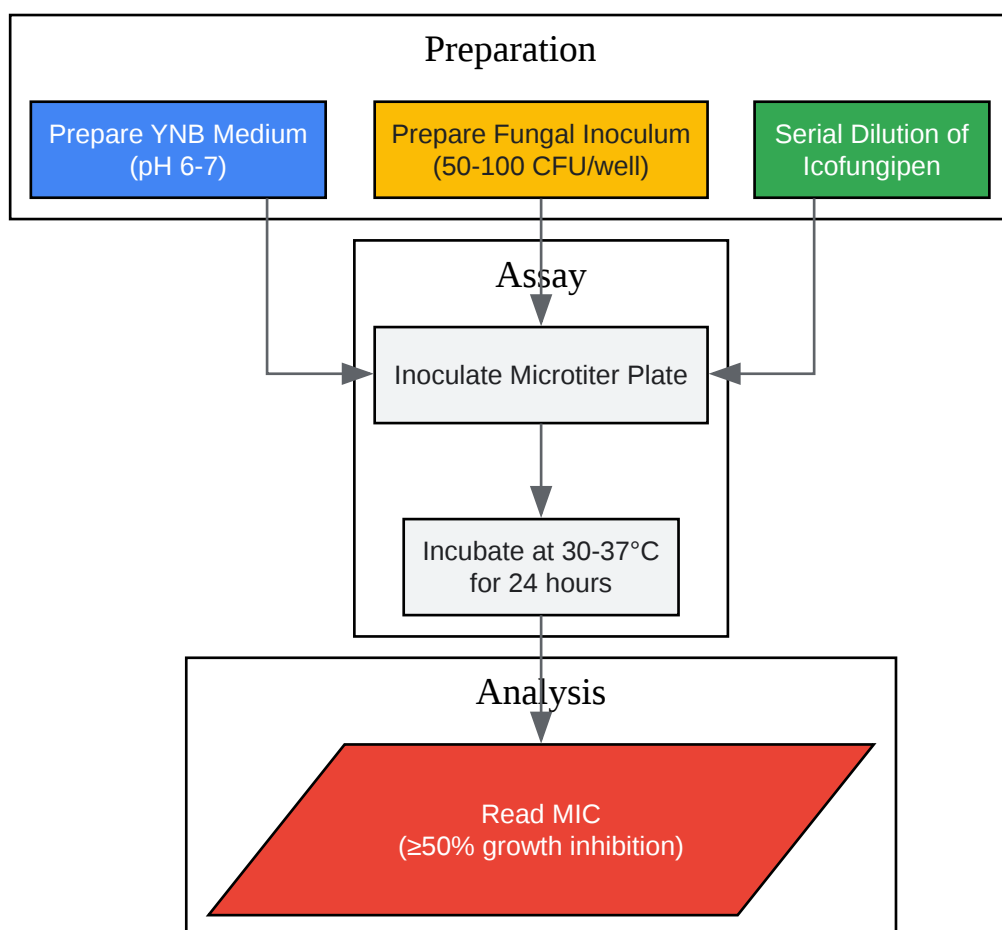 Preparation
Prepare YNB Medium
(pH 6-7)
Prepare Fungal Inoculum
(50-100 CFU/well)
Serial Dilution of
Icofungipen
Assay
Inoculate Microtiter Plate
Incubate at 30-37°C
for 24 hours
Analysis
Read MIC
(≥50% growth inhibition)